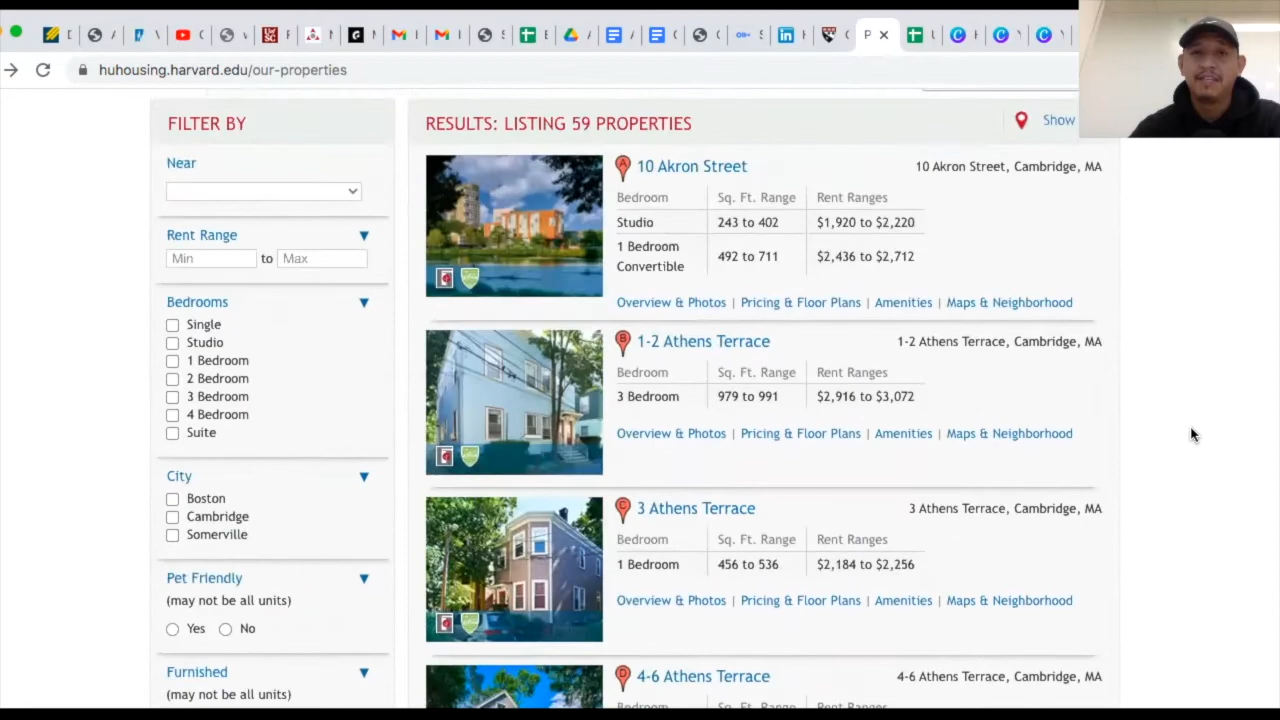 huhousing.harvard.edu/our-properties
FILTER BY
Near
Rent Range
Min to Max
Bedrooms
Single
Studio
1 Bedroom
2 Bedroom
3 Bedroom
4 Bedroom
Suite
City
Boston
Cambridge
Somerville
Pet Friendly
(may not be all units)
Yes No
Furnished
(may not be all units)
RESULTS: LISTING 59 PROPERTIES
Show
A 10 Akron Street 10 Akron Street, Cambridge, MA
Bedroom Sq. Ft. Range Rent Ranges
Studio 243 to 402 $1,920 to $2,220
1 Bedroom
Convertible 492 to 711 $2,436 to $2,712
Overview & Photos | Pricing & Floor Plans | Amenities | Maps & Neighborhood
B 1-2 Athens Terrace 1-2 Athens Terrace, Cambridge, MA
Bedroom Sq. Ft. Range Rent Ranges
3 Bedroom 979 to 991 $2,916 to $3,072
Overview & Photos | Pricing & Floor Plans | Amenities | Maps & Neighborhood
C 3 Athens Terrace 3 Athens Terrace, Cambridge, MA
Bedroom Sq. Ft. Range Rent Ranges
1 Bedroom 456 to 536 $2,184 to $2,256
Overview & Photos | Pricing & Floor Plans | Amenities | Maps & Neighborhood
D 4-6 Athens Terrace 4-6 Athens Terrace, Cambridge, MA
Bedroom Sq. Ft. Range Rent Ranges